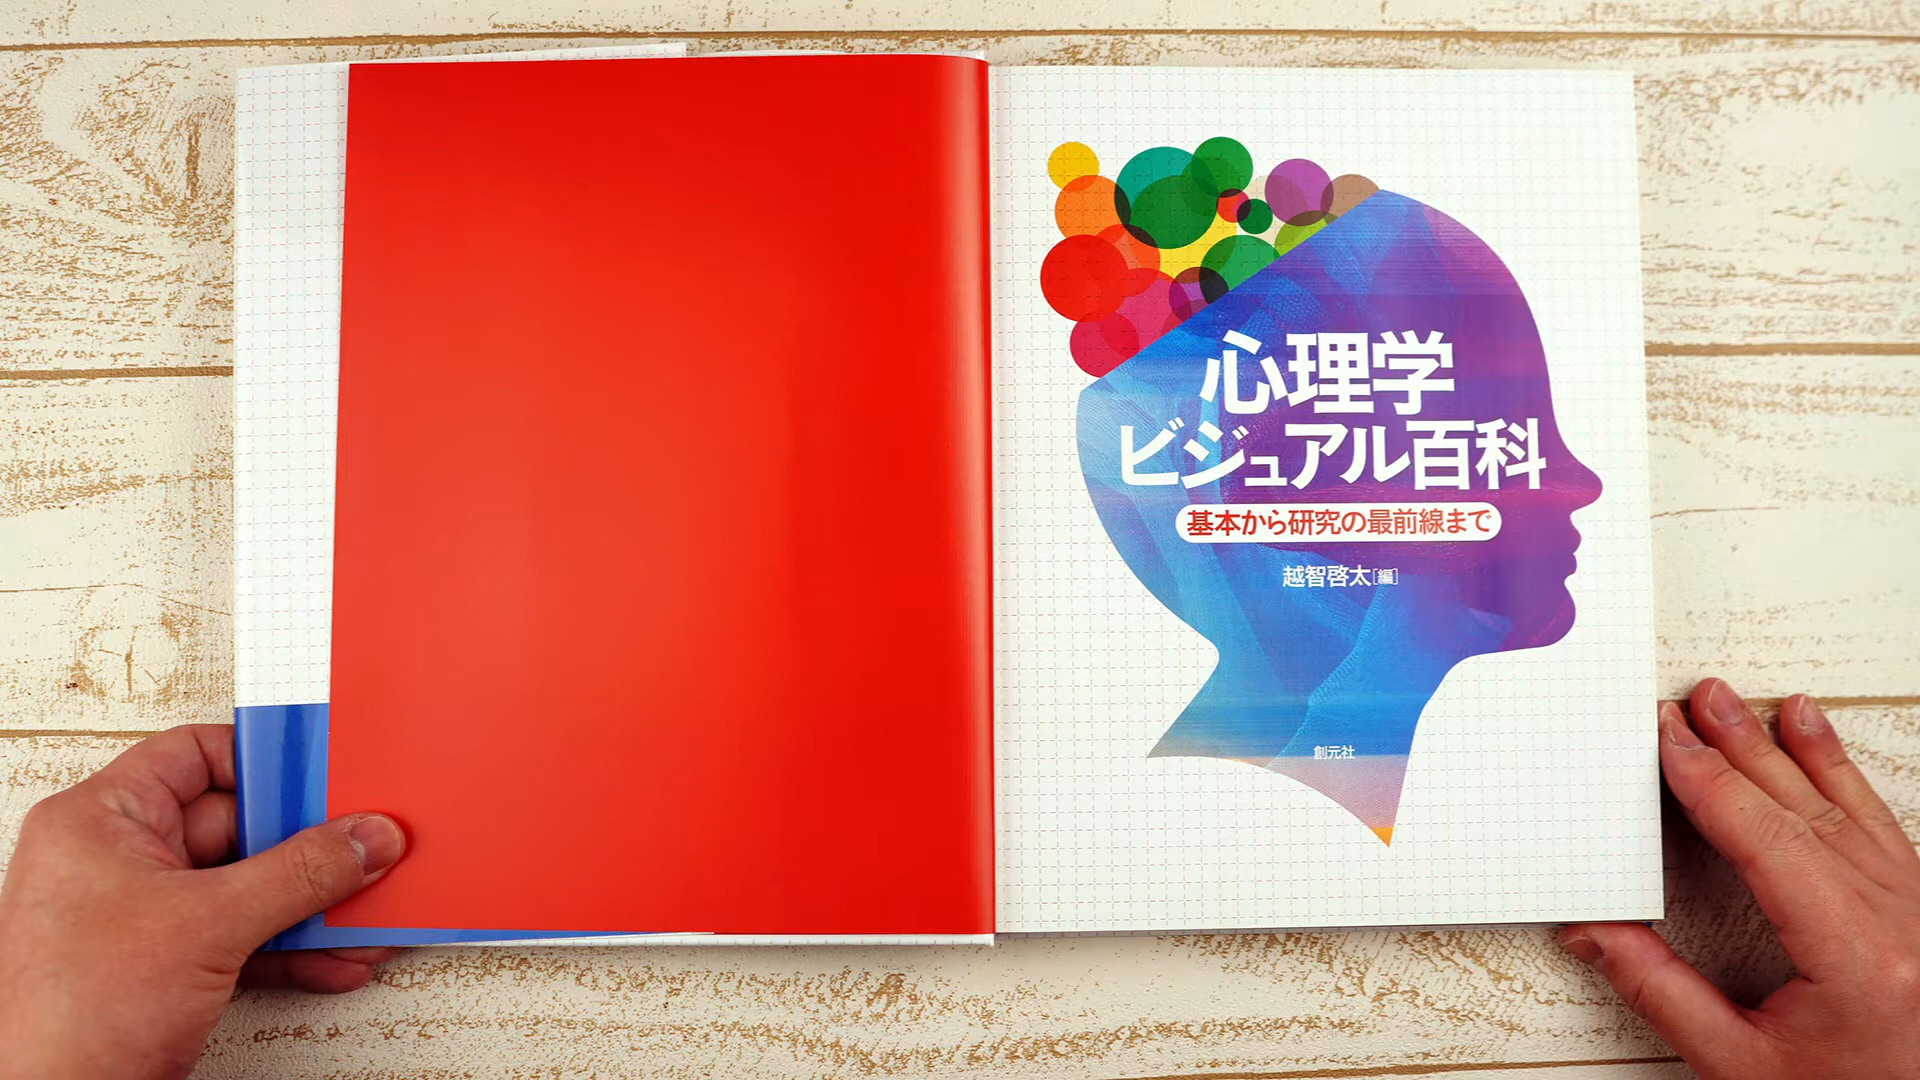 心理学
ビジュアル百科
基本から研究の最前線まで
越智啓太[編]
創元社